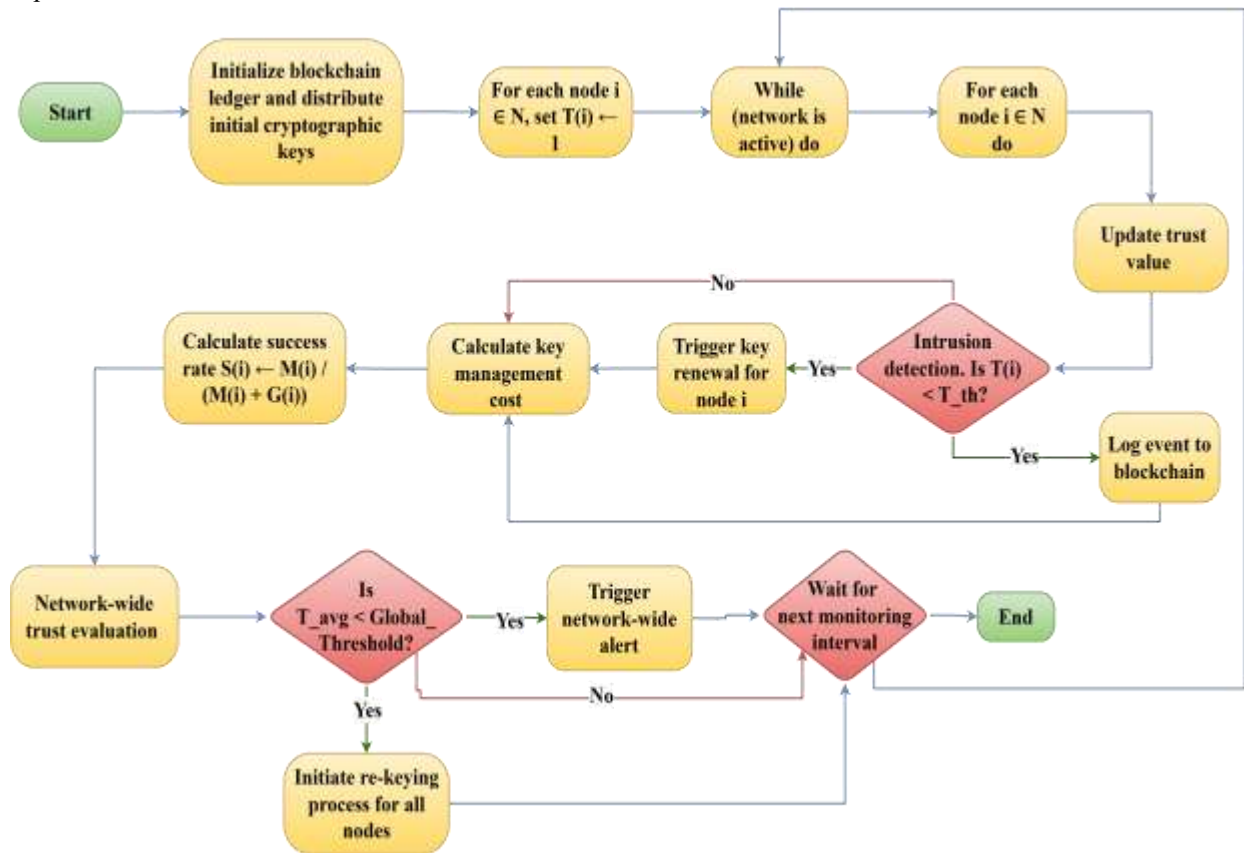 Start
Initialize blockchain
ledger and distribute
initial cryptographic
keys
For each node i
∈ N, set T(i) ←
1
While
(network is
active) do
For each
node i ∈ N
do
Update trust
value
Intrusion
detection. Is T(i)
< T_th?
No
Yes
Trigger key
renewal for
node i
Yes
Log event to
blockchain
Calculate key
management
cost
Calculate success
rate S(i) ← M(i) /
(M(i) + G(i))
Network-wide
trust evaluation
Is
T_avg < Global_
Threshold?
Yes
Trigger
network-wide
alert
No
Yes
Initiate re-keying
process for all
nodes
Wait for
next monitoring
interval
End